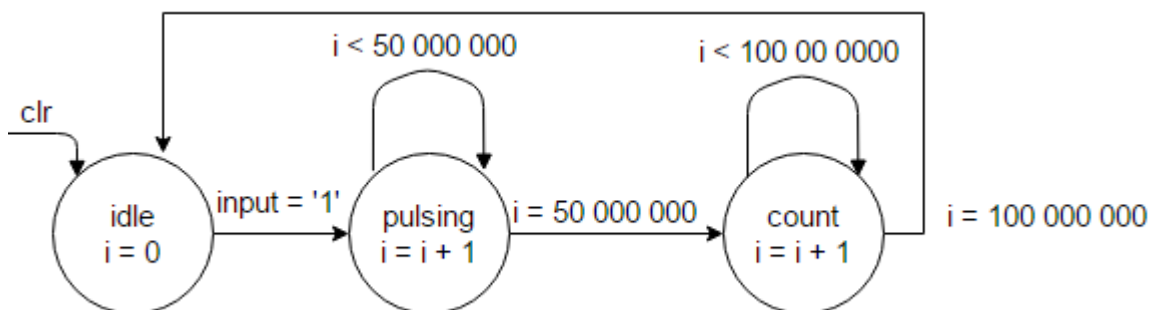 i < 50 000 000
i < 100 00 0000
clr
idle
i = 0
input = '1'
pulsing
i = i + 1
i = 50 000 000
count
i = i + 1
i = 100 000 000